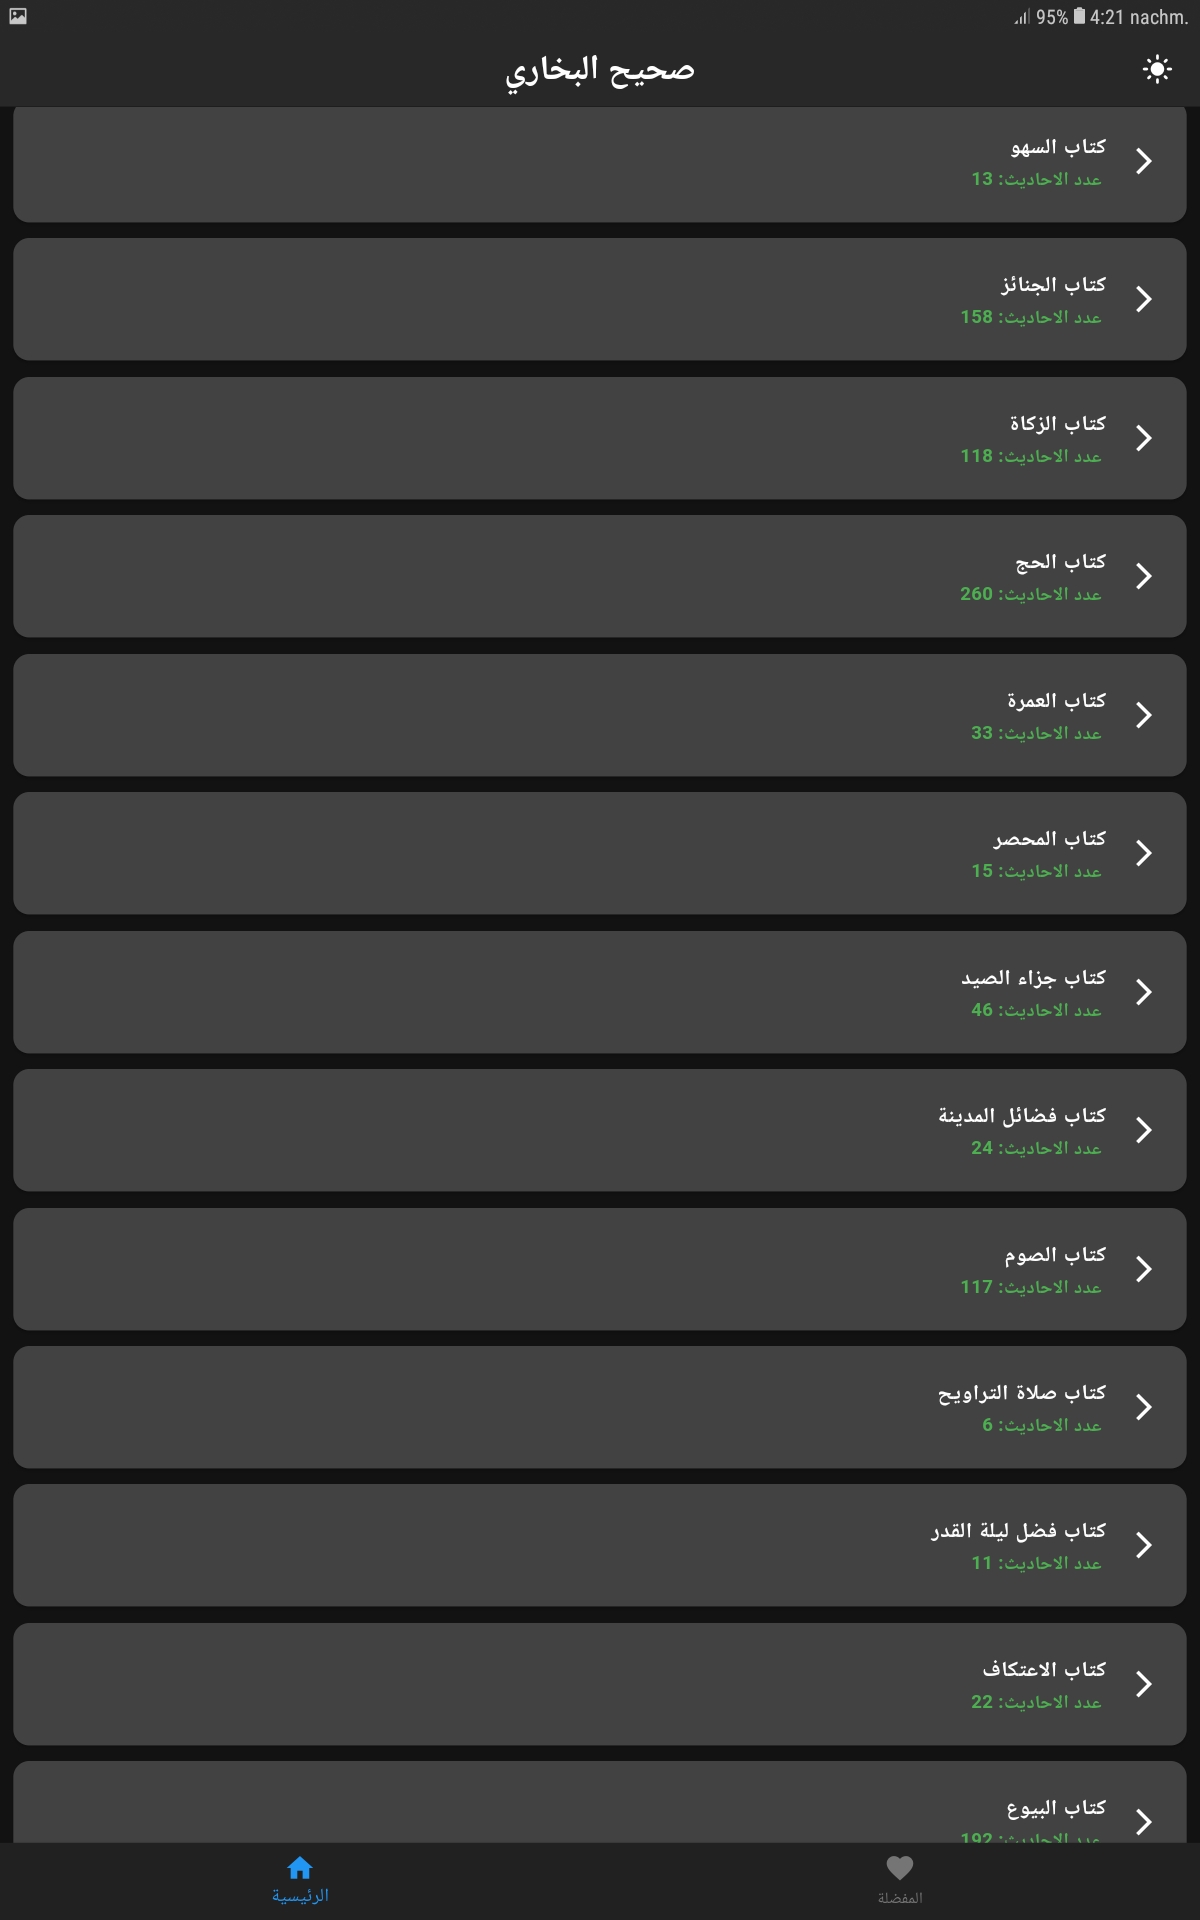 95% 4:21 nachm.
صحيح البخاري
كتاب السهو
عدد الاحاديث: 13
كتاب الجنائز
عدد الاحاديث: 158
كتاب الزكاة
عدد الاحاديث: 118
كتاب الحج
عدد الاحاديث: 260
كتاب العمرة
عدد الاحاديث: 33
كتاب المحصر
عدد الاحاديث: 15
كتاب جزاء الصيد
عدد الاحاديث: 46
كتاب فضائل المدينة
عدد الاحاديث: 24
كتاب الصوم
عدد الاحاديث: 117
كتاب صلاة التراويح
عدد الاحاديث: 6
كتاب فضل ليلة القدر
عدد الاحاديث: 11
كتاب الاعتكاف
عدد الاحاديث: 22
كتاب البيوع
عدد الاحاديث: 192
المفضلة
الرئيسية